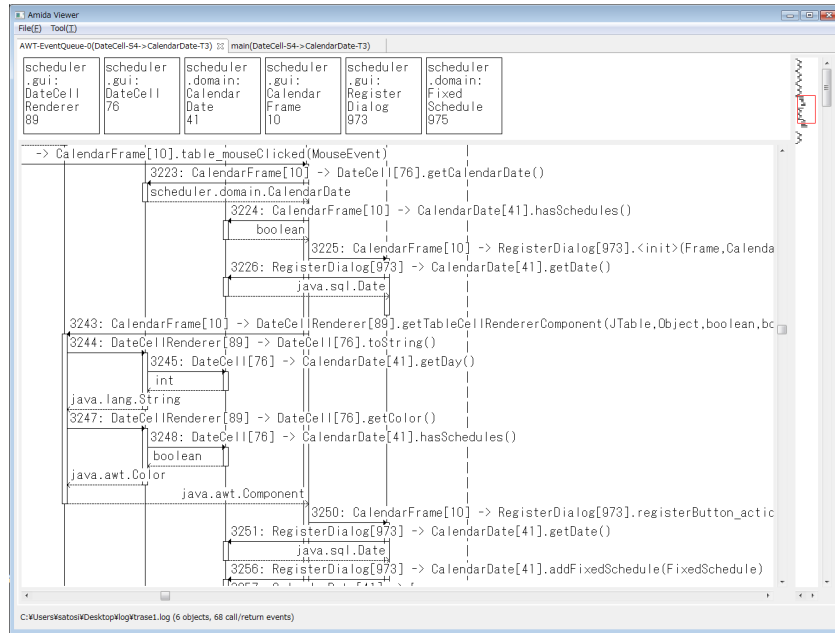 Amida Viewer
File(F) Tool(T)
AWT-EventQueue-0(DateCell-S4->CalendarDate-T3) main(DateCell-S4->CalendarDate-T3)
scheduler
.gui:
DateCell
Renderer
89
scheduler
.gui:
DateCell
76
scheduler
.domain:
Calendar
Date
41
scheduler
.gui:
Calendar
Frame
10
scheduler
.gui:
Register
Dialog
973
scheduler
.domain:
Fixed
Schedule
975
-> CalendarFrame[10].table_mouseClicked(MouseEvent)
3223: CalendarFrame[10] -> DateCell[76].getCalendarDate()
scheduler.domain.CalendarDate
3224: CalendarFrame[10] -> CalendarDate[41].hasSchedules()
boolean
3225: CalendarFrame[10] -> RegisterDialog[973].<init>(Frame,Calenda
3226: RegisterDialog[973] -> CalendarDate[41].getDate()
java.sql.Date
3243: CalendarFrame[10] -> DateCellRenderer[89].getTableCellRendererComponent(JTable,Object,boolean,bo
3244: DateCellRenderer[89] -> DateCell[76].toString()
3245: DateCell[76] -> CalendarDate[41].getDay()
int
java.lang.String
3247: DateCellRenderer[89] -> DateCell[76].getColor()
3248: DateCell[76] -> CalendarDate[41].hasSchedules()
boolean
java.awt.Color
java.awt.Component
3250: CalendarFrame[10] -> RegisterDialog[973].registerButton_actic
3251: RegisterDialog[973] -> CalendarDate[41].getDate()
java.sql.Date
3256: RegisterDialog[973] -> CalendarDate[41].addFixedSchedule(FixedSchedule)
C:¥Users¥satosi¥Desktop¥log¥trase1.log (6 objects, 68 call/return events)